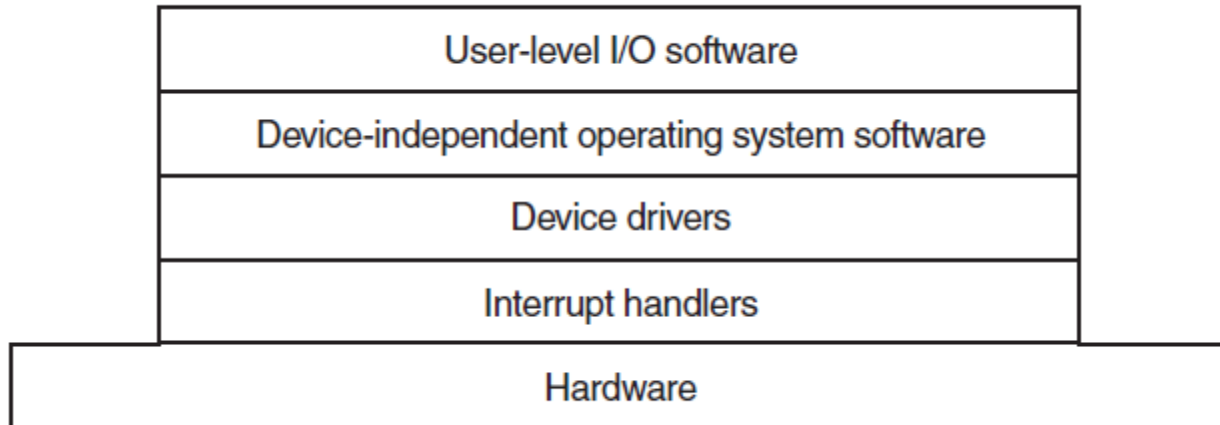 User-level I/O software
Device-independent operating system software
Device drivers
Interrupt handlers
Hardware